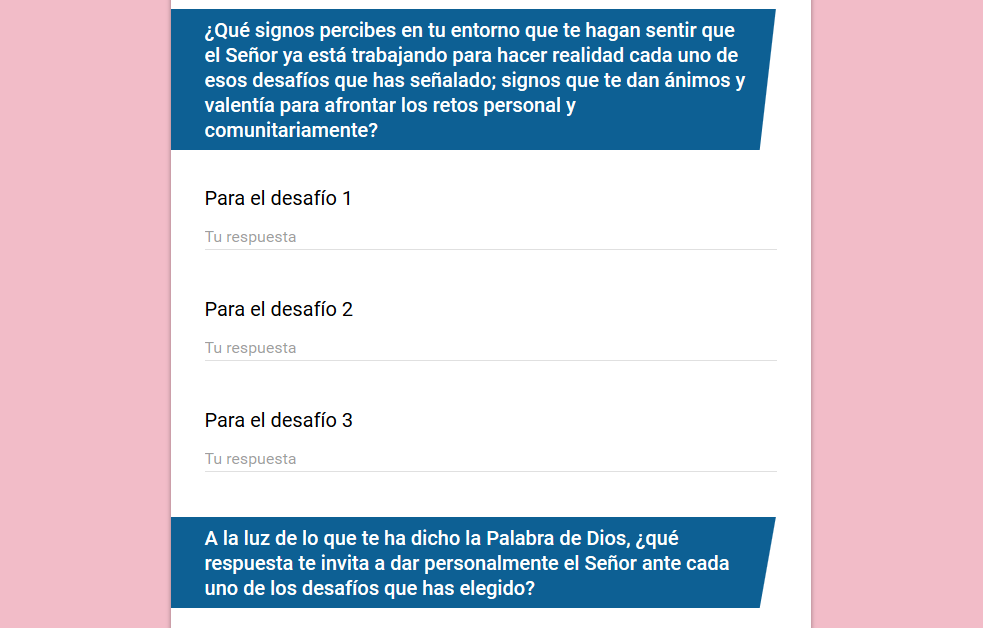 ¿Qué signos percibes en tu entorno que te hagan sentir que
el Señor ya está trabajando para hacer realidad cada uno de
esos desafíos que has señalado; signos que te dan ánimos y
valentía para afrontar los retos personal y
comunitariamente?
Para el desafío 1
Tu respuesta
Para el desafío 2
Tu respuesta
Para el desafío 3
Tu respuesta
A la luz de lo que te ha dicho la Palabra de Dios, ¿qué
respuesta te invita a dar personalmente el Señor ante cada
uno de los desafíos que has elegido?